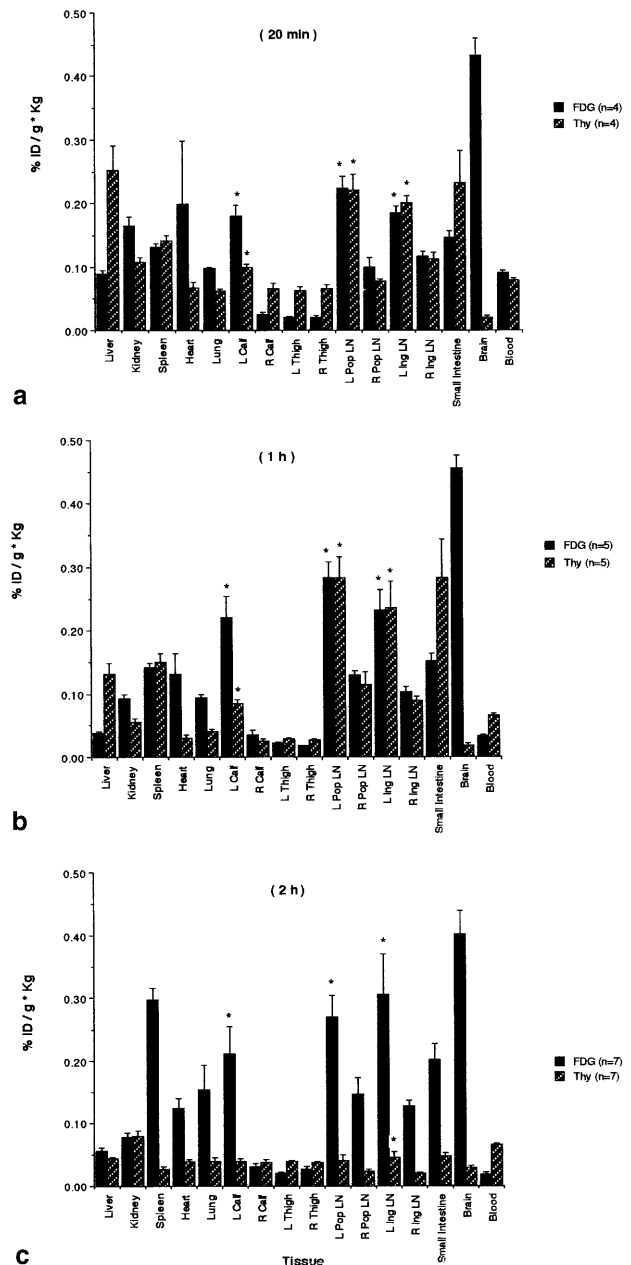 0.50
( 20 min)
0.40
% ID / g * Kg
0.30
0.20
0.10
0.00
FDG (n=4)
Thy (n=4)
* * * * * *
Liver
Kidney
Spleen
Heart
Lung
L Calf
R Calf
L Thigh
R Thigh
L Pop LN
R Pop LN
L Ing LN
R Ing LN
Small Intestine
Brain
Blood
a
0.50
( 1 h)
0.40
% ID / g * Kg
0.30
0.20
0.10
0.00
FDG (n=5)
Thy (n=5)
* * * * * *
Liver
Kidney
Spleen
Heart
Lung
L Calf
R Calf
L Thigh
R Thigh
L Pop LN
R Pop LN
L Ing LN
R Ing LN
Small Intestine
Brain
Blood
b
0.50
( 2 h)
0.40
% ID / g * Kg
0.30
0.20
0.10
0.00
FDG (n=7)
Thy (n=7)
* * * *
Liver
Kidney
Spleen
Heart
Lung
L Calf
R Calf
L Thigh
R Thigh
L Pop LN
R Pop LN
L Ing LN
R Ing LN
Small Intestine
Brain
Blood
c
Tissue